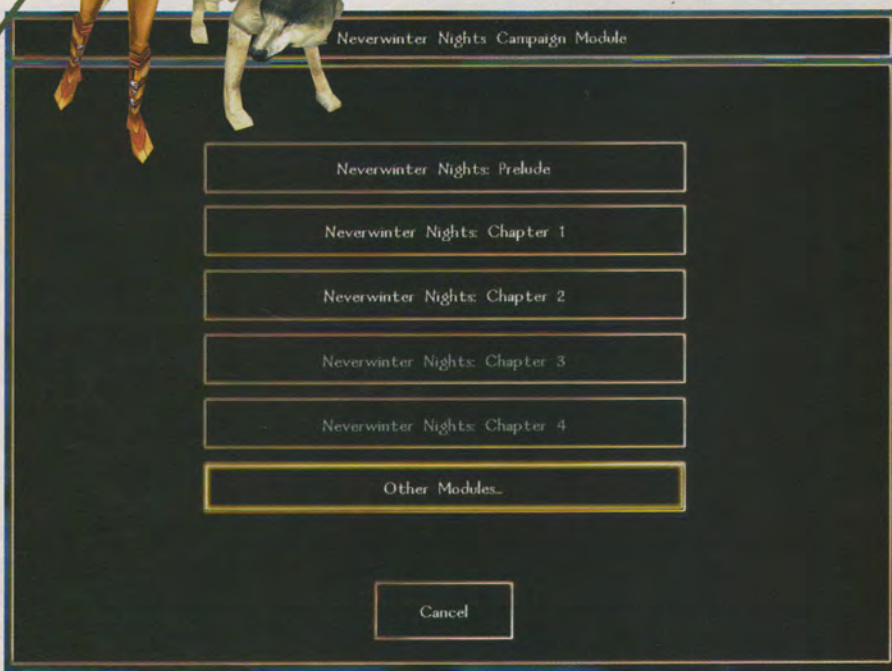 Neverwinter Nights Campaign Module
Neverwinter Nights: Prelude
Neverwinter Nights: Chapter 1
Neverwinter Nights: Chapter 2
Neverwinter Nights: Chapter 3
Neverwinter Nights: Chapter 4
Other Modules...
Cancel